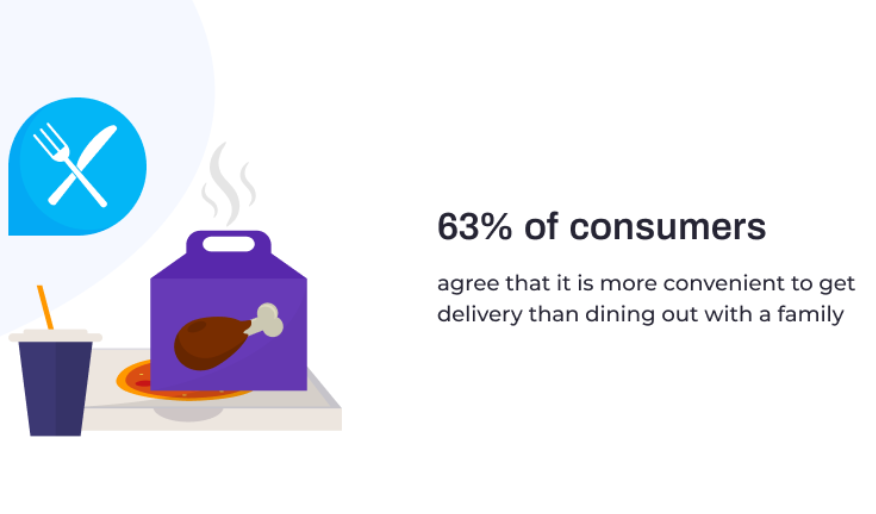 63% of consumers
agree that it is more convenient to get
delivery than dining out with a family